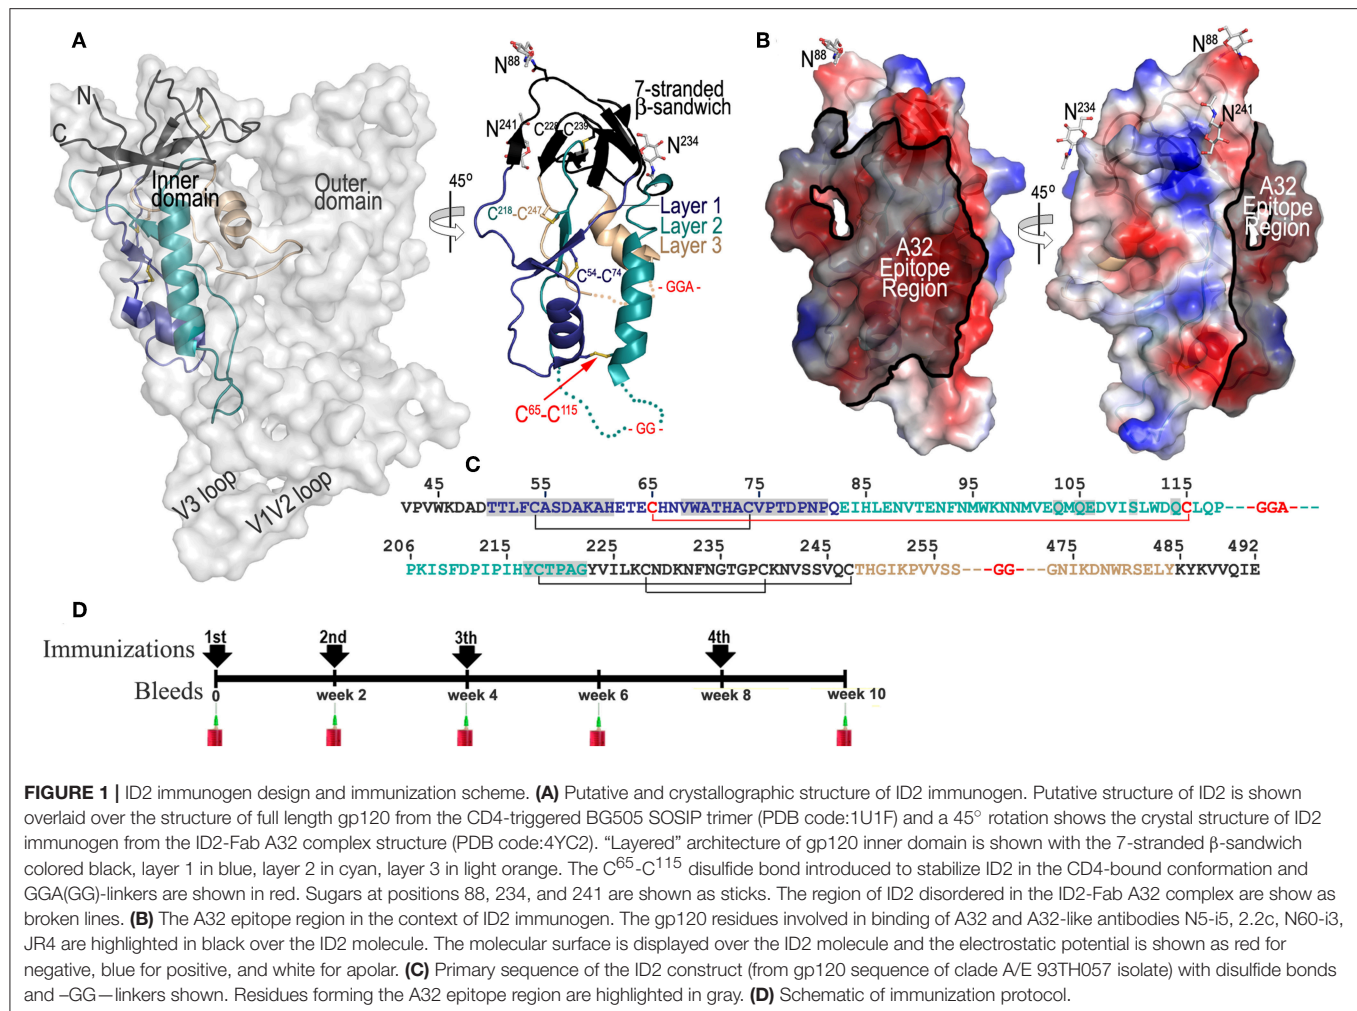 A
N
C
Inner
domain
Outer
domain
V3 loop
V1V2 loop
45º
N88
7-stranded
β-sandwich
N241
C228
C239
N234
C218-C247
Layer 1
Layer 2
Layer 3
C54-C74
- GGA -
C65-C115
- GG -
B
N88
A32
Epitope
Region
45º
N88
N234
N241
A32
Epitope
Region
C
45 55 65 75 85 95 105 115
VPVWKDADTTLFCASDAKAHETECHNVWATHACVPTDPNPQEIHLENVTENFNMWKNNMVEQMQEDVISLWDQCLQP---GGA---
206 215 225 235 246 255 475 485 492
PKISFDPIPIHYCTPAGYVILKCNDKNFNGTGPCKNVSSVQCTHGIKPVVSS---GG---GNIKDNWRSELYKYKVVQIE
D
Immunizations
1st 2nd 3th 4th
Bleeds
0 week 2 week 4 week 6 week 8 week 10
FIGURE 1 | ID2 immunogen design and immunization scheme. (A) Putative and crystallographic structure of ID2 immunogen. Putative structure of ID2 is shown
overlaid over the structure of full length gp120 from the CD4-triggered BG505 SOSIP trimer (PDB code:1U1F) and a 45° rotation shows the crystal structure of ID2
immunogen from the ID2-Fab A32 complex structure (PDB code:4YC2). “Layered” architecture of gp120 inner domain is shown with the 7-stranded β-sandwich
colored black, layer 1 in blue, layer 2 in cyan, layer 3 in light orange. The C65-C115 disulfide bond introduced to stabilize ID2 in the CD4-bound conformation and
GGA(GG)-linkers are shown in red. Sugars at positions 88, 234, and 241 are shown as sticks. The region of ID2 disordered in the ID2-Fab A32 complex are show as
broken lines. (B) The A32 epitope region in the context of ID2 immunogen. The gp120 residues involved in binding of A32 and A32-like antibodies N5-i5, 2.2c, N60-i3,
JR4 are highlighted in black over the ID2 molecule. The molecular surface is displayed over the ID2 molecule and the electrostatic potential is shown as red for
negative, blue for positive, and white for apolar. (C) Primary sequence of the ID2 construct (from gp120 sequence of clade A/E 93TH057 isolate) with disulfide bonds
and –GG—linkers shown. Residues forming the A32 epitope region are highlighted in gray. (D) Schematic of immunization protocol.